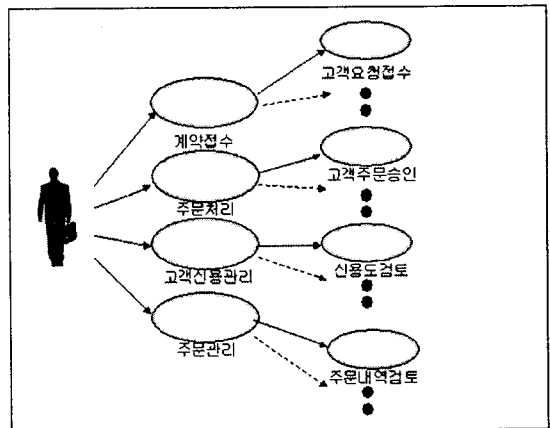 고객요청접수
계약접수
고객주문승인
주문처리
고객신용관리
신용도검토
주문관리
주문내역검토